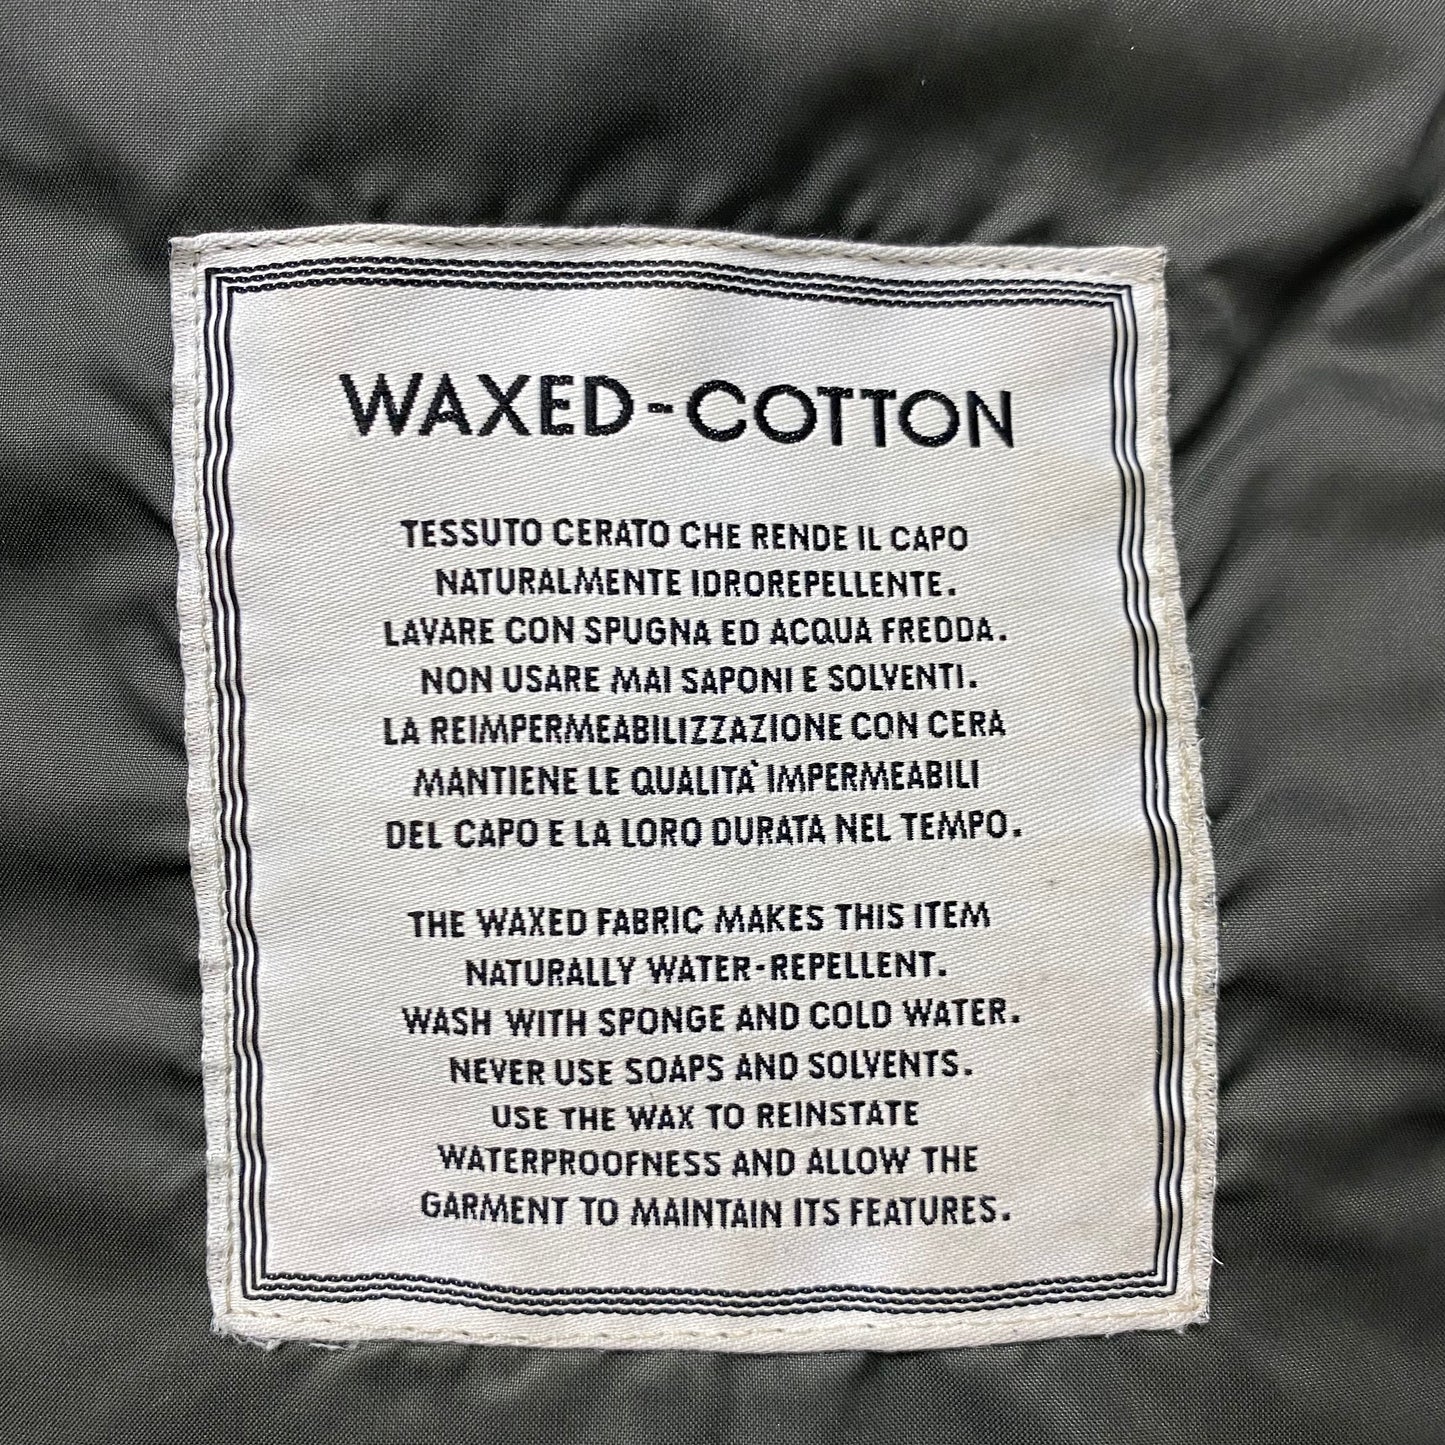 WAXED-COTTON
TESSUTO CERATO CHE RENDE IL CAPO
NATURALMENTE IDROREPELLENTE.
LAVARE CON SPUGNA ED ACQUA FREDDA.
NON USARE MAI SAPONI E SOLVENTI.
LA REIMPERMEABILIZZAZIONE CON CERA
MANTIENE LE QUALITA` IMPERMEABILI
DEL CAPO E LA LORO DURATA NEL TEMPO.
THE WAXED FABRIC MAKES THIS ITEM
NATURALLY WATER-REPELLENT.
WASH WITH SPONGE AND COLD WATER.
NEVER USE SOAPS AND SOLVENTS.
USE THE WAX TO REINSTATE
WATERPROOFNESS AND ALLOW THE
GARMENT TO MAINTAIN ITS FEATURES.